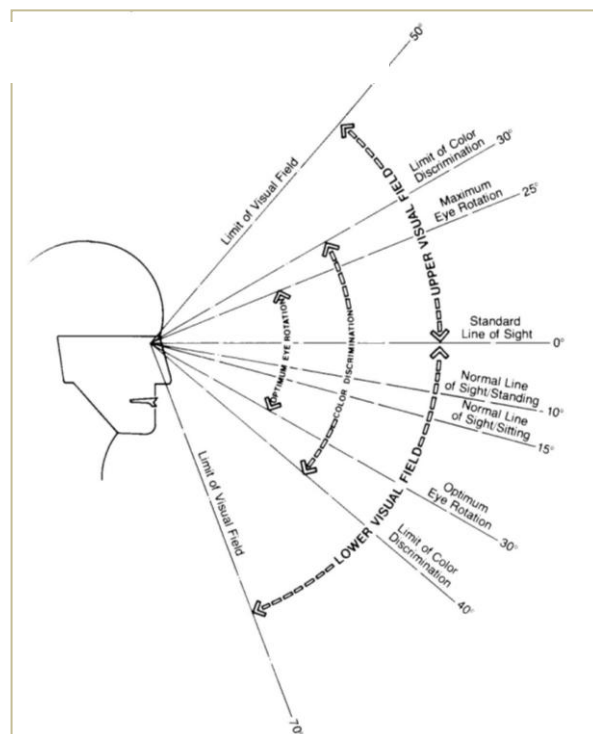 50°
Limit of Visual Field
Limit of Color
Discrimination
30°
Maximum
Eye Rotation
25°
UPPER VISUAL FIELD
Standard
Line of Sight
0°
OPTIMUM EYE ROTATION
COLOR DISCRIMINATION
Normal Line
of Sight/Standing
10°
Normal Line
of Sight/Sitting
15°
Optimum
Eye Rotation
30°
LOWER VISUAL FIELD
Limit of Color
Discrimination
40°
Limit of Visual Field
70°